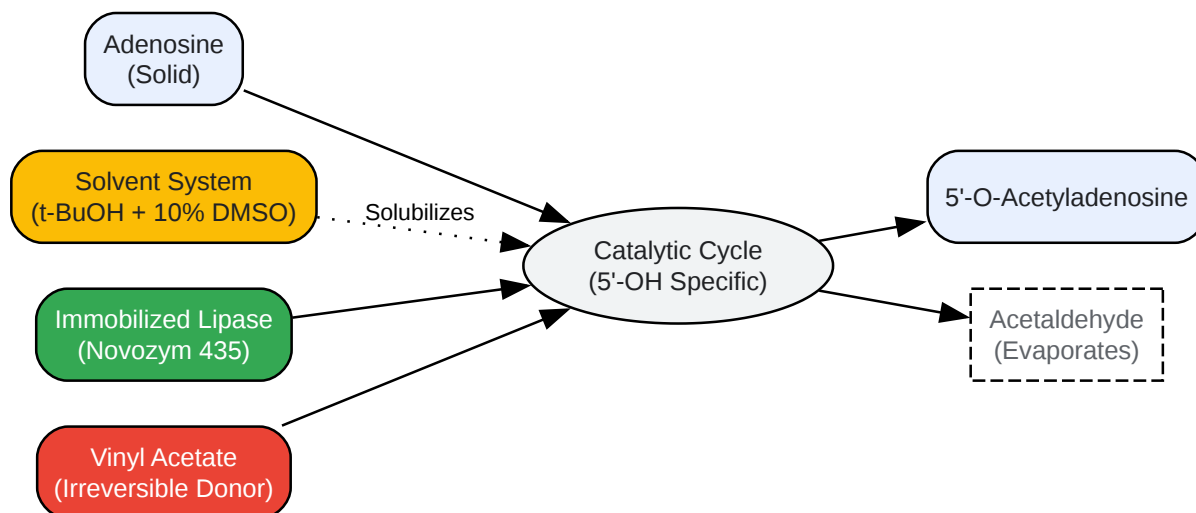 Adenosine
(Solid)
Solvent System
(t-BuOH + 10% DMSO)
Solubilizes
Immobilized Lipase
(Novozym 435)
Vinyl Acetate
(Irreversible Donor)
Catalytic Cycle
(5'-OH Specific)
5'-O-Acetyladenosine
Acetaldehyde
(Evaporates)